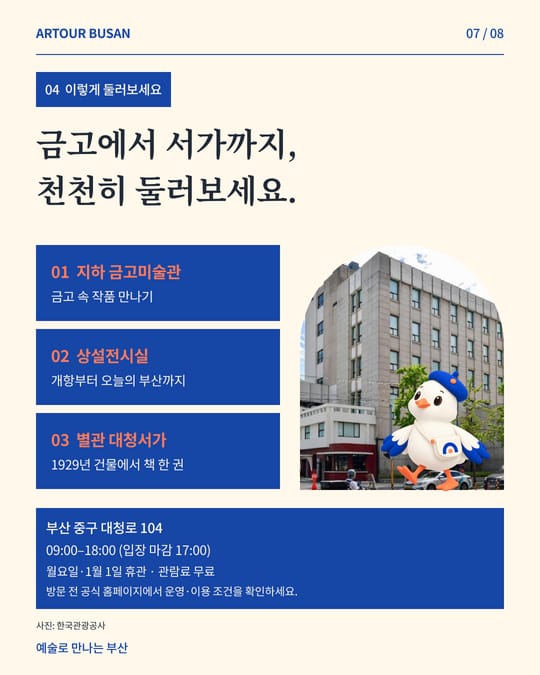 ARTOUR BUSAN
07 / 08
04 이렇게 둘러보세요
금고에서 서가까지,
천천히 둘러보세요.
01 지하 금고미술관
금고 속 작품 만나기
02 상설전시실
개항부터 오늘의 부산까지
03 별관 대청서가
1929년 건물에서 책 한 권
부산 중구 대청로 104
09:00–18:00 (입장 마감 17:00)
월요일·1월 1일 휴관 · 관람료 무료
방문 전 공식 홈페이지에서 운영·이용 조건을 확인하세요.
사진: 한국관광공사
예술로 만나는 부산